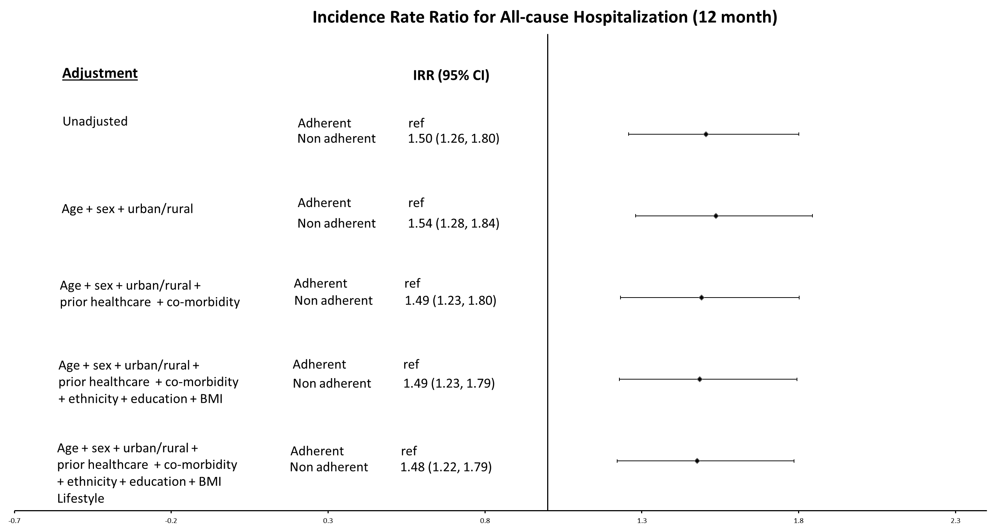 Incidence Rate Ratio for All-cause Hospitalization (12 month)
Adjustment
IRR (95% CI)
Unadjusted
Adherent ref
Non adherent 1.50 (1.26, 1.80)
Age + sex + urban/rural
Adherent ref
Non adherent 1.54 (1.28, 1.84)
Age + sex + urban/rural +
prior healthcare + co-morbidity
Adherent ref
Non adherent 1.49 (1.23, 1.80)
Age + sex + urban/rural +
prior healthcare + co-morbidity
+ ethnicity + education + BMI
Adherent ref
Non adherent 1.49 (1.23, 1.79)
Age + sex + urban/rural +
prior healthcare + co-morbidity
+ ethnicity + education + BMI
Lifestyle
Adherent ref
Non adherent 1.48 (1.22, 1.79)
-0.7 -0.2 0.3 0.8 1.3 1.8 2.3